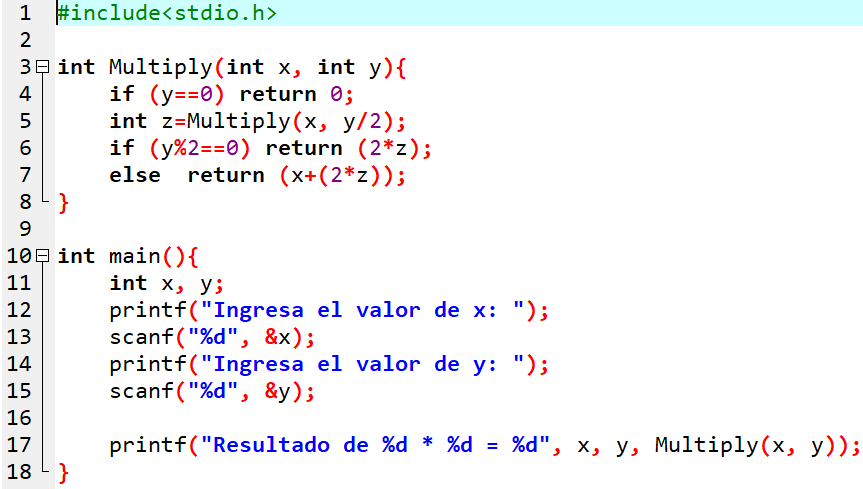 1 #include<stdio.h>
2
3 int Multiply(int x, int y){
4     if (y==0) return 0;
5     int z=Multiply(x, y/2);
6     if (y%2==0) return (2*z);
7     else  return (x+(2*z));
8 }
9
10 int main(){
11     int x, y;
12     printf("Ingresa el valor de x: ");
13     scanf("%d", &x);
14     printf("Ingresa el valor de y: ");
15     scanf("%d", &y);
16
17     printf("Resultado de %d * %d = %d", x, y, Multiply(x, y));
18 }